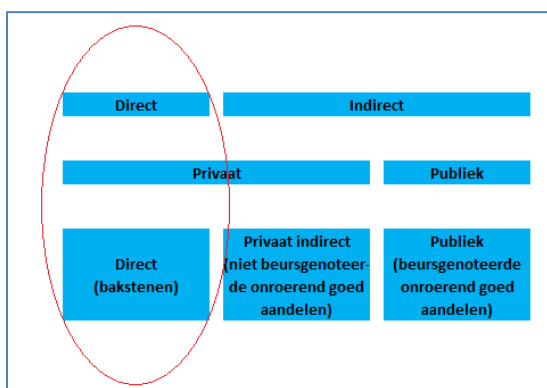 Direct
Indirect
Privaat
Publiek
Direct
(bakstenen)
Privaat indirect
(niet beursgenoteer-
de onroerend goed
aandelen)
Publiek
(beursgenoteerde
onroerend goed
aandelen)